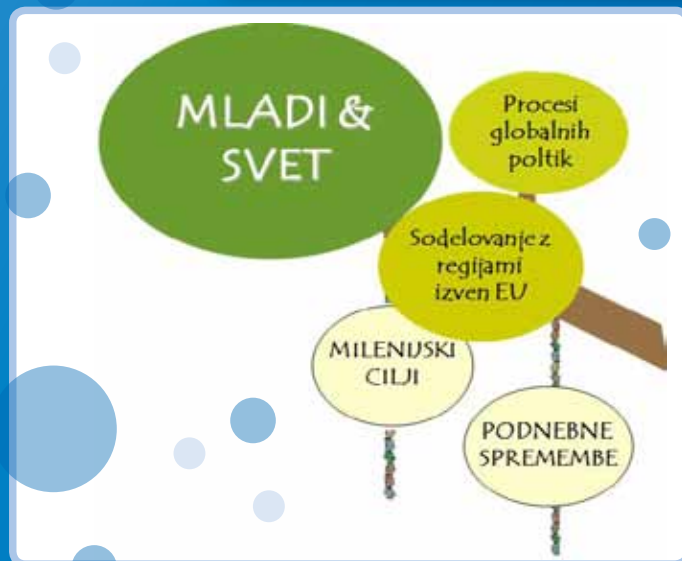 MLADI &
SVET
Procesi
globalnih
poltik
Sodelovanje z
regijami
izven EU
MILENIJSKI
CILJI
PODNEBNE
SPREMEMBE